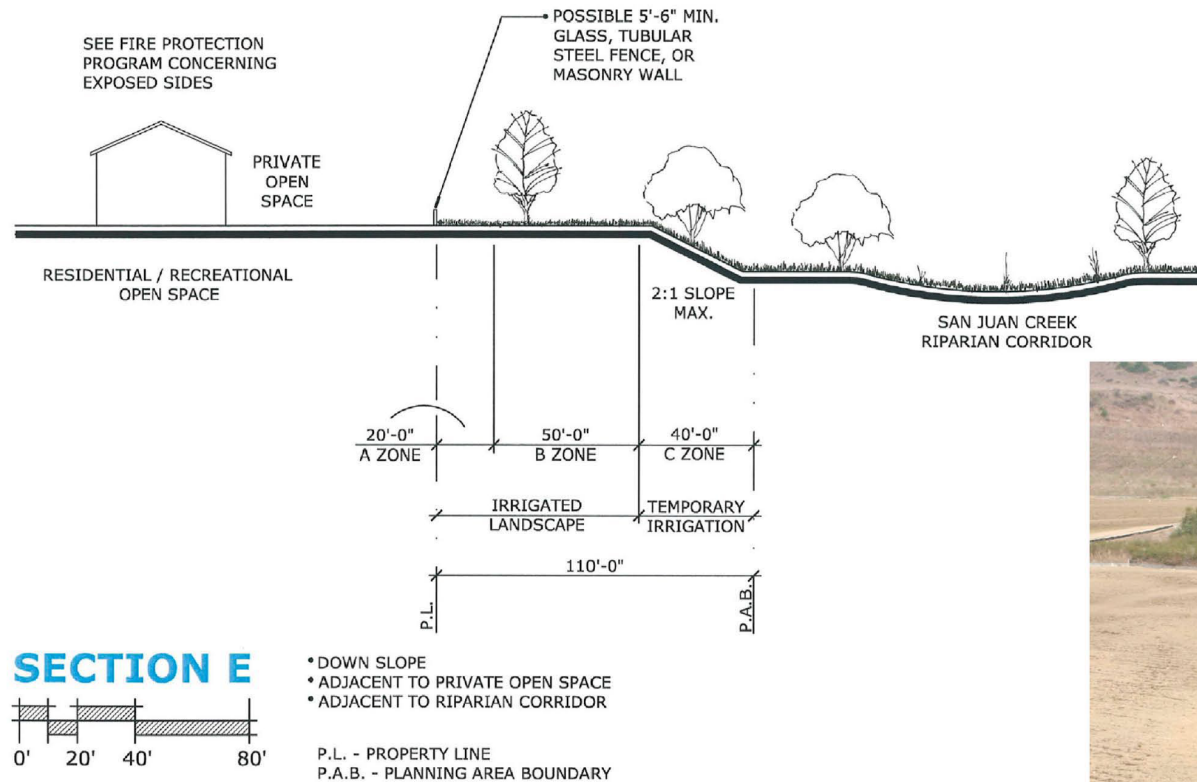 SEE FIRE PROTECTION
PROGRAM CONCERNING
EXPOSED SIDES
POSSIBLE 5'-6" MIN.
GLASS, TUBULAR
STEEL FENCE, OR
MASONRY WALL
PRIVATE
OPEN
SPACE
RESIDENTIAL / RECREATIONAL
OPEN SPACE
2:1 SLOPE
MAX.
SAN JUAN CREEK
RIPARIAN CORRIDOR
20'-0"
A ZONE
50'-0"
B ZONE
40'-0"
C ZONE
IRRIGATED
LANDSCAPE
TEMPORARY
IRRIGATION
110'-0"
P.L.
P.A.B.
SECTION E
0' 20' 40' 80'
• DOWN SLOPE
• ADJACENT TO PRIVATE OPEN SPACE
• ADJACENT TO RIPARIAN CORRIDOR
P.L. - PROPERTY LINE
P.A.B. - PLANNING AREA BOUNDARY